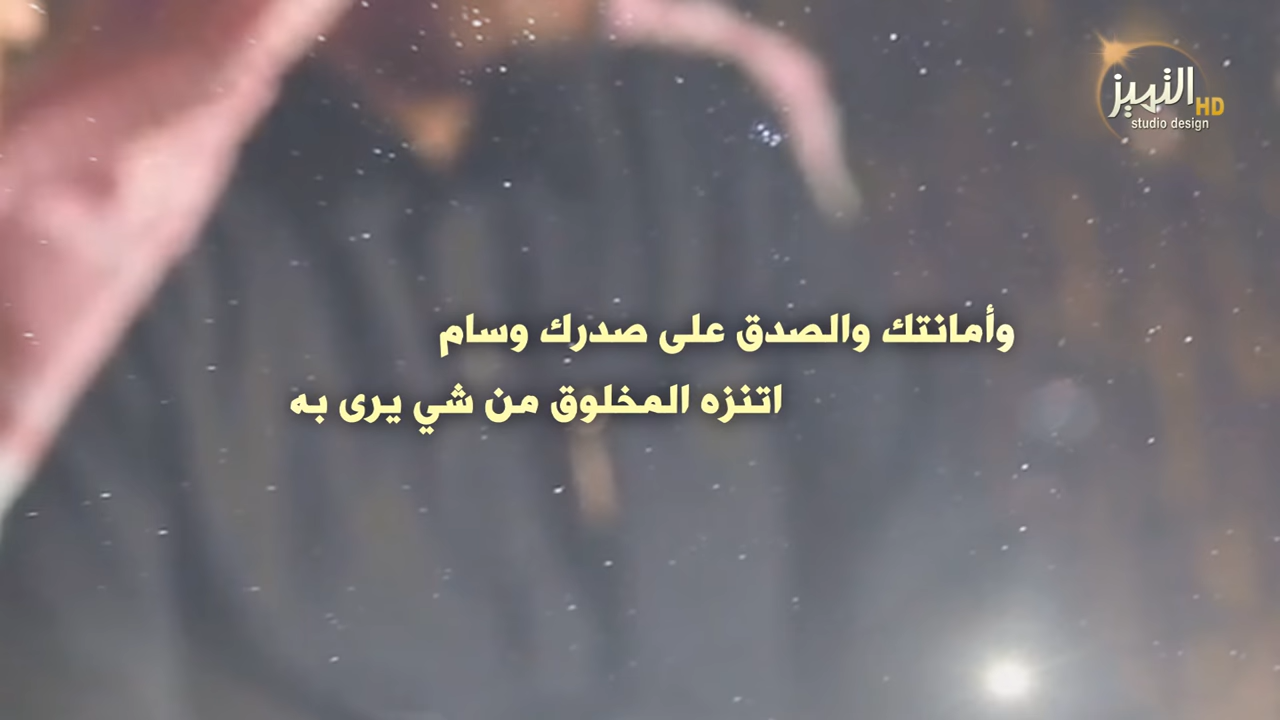 التميز HD
studio design
وأمانتك والصدق على صدرك وسام
اتنزه المخلوق من شي يرى به